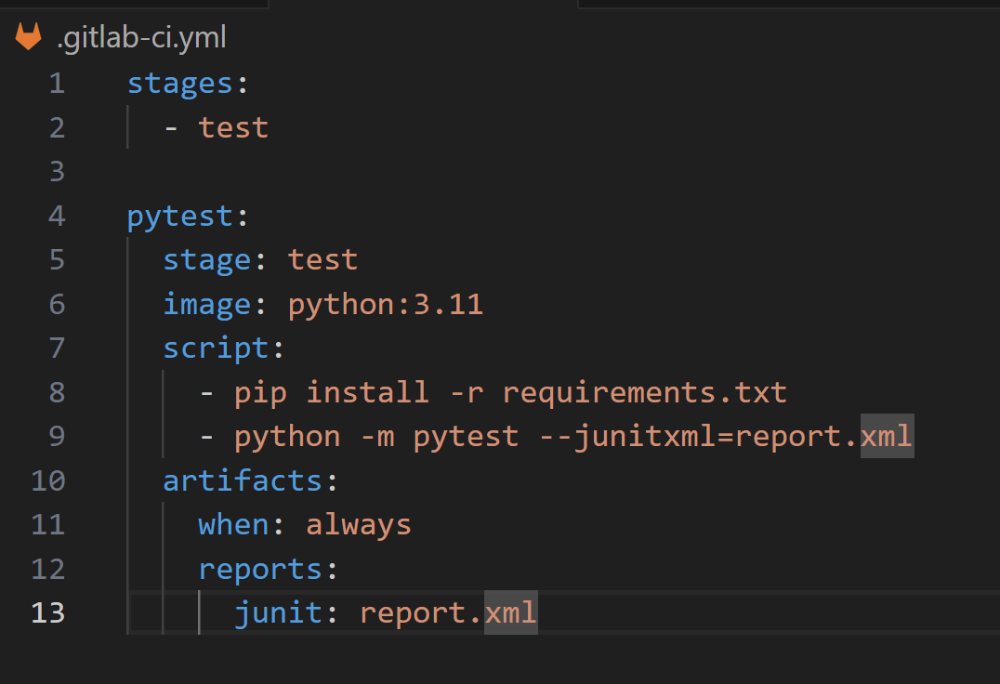 .gitlab-ci.yml
1 stages:
2   - test
3
4 pytest:
5   stage: test
6   image: python:3.11
7   script:
8     - pip install -r requirements.txt
9     - python -m pytest --junitxml=report.xml
10   artifacts:
11     when: always
12     reports:
13       junit: report.xml